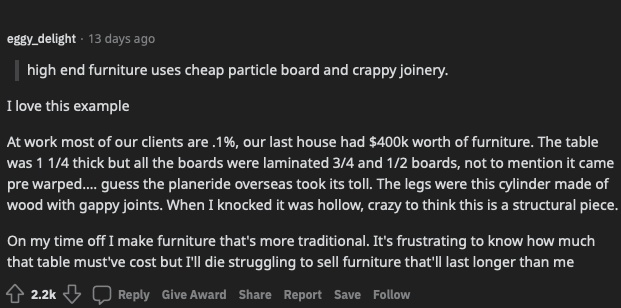 eggy_delight · 13 days ago
high end furniture uses cheap particle board and crappy joinery.
I love this example
At work most of our clients are .1%, our last house had $400k worth of furniture. The table
was 1 1/4 thick but all the boards were laminated 3/4 and 1/2 boards, not to mention it came
pre warped.... guess the planeride overseas took its toll. The legs were this cylinder made of
wood with gappy joints. When I knocked it was hollow, crazy to think this is a structural piece.
On my time off I make furniture that's more traditional. It's frustrating to know how much
that table must've cost but I'll die struggling to sell furniture that'll last longer than me
2.2k Reply Give Award Share Report Save Follow